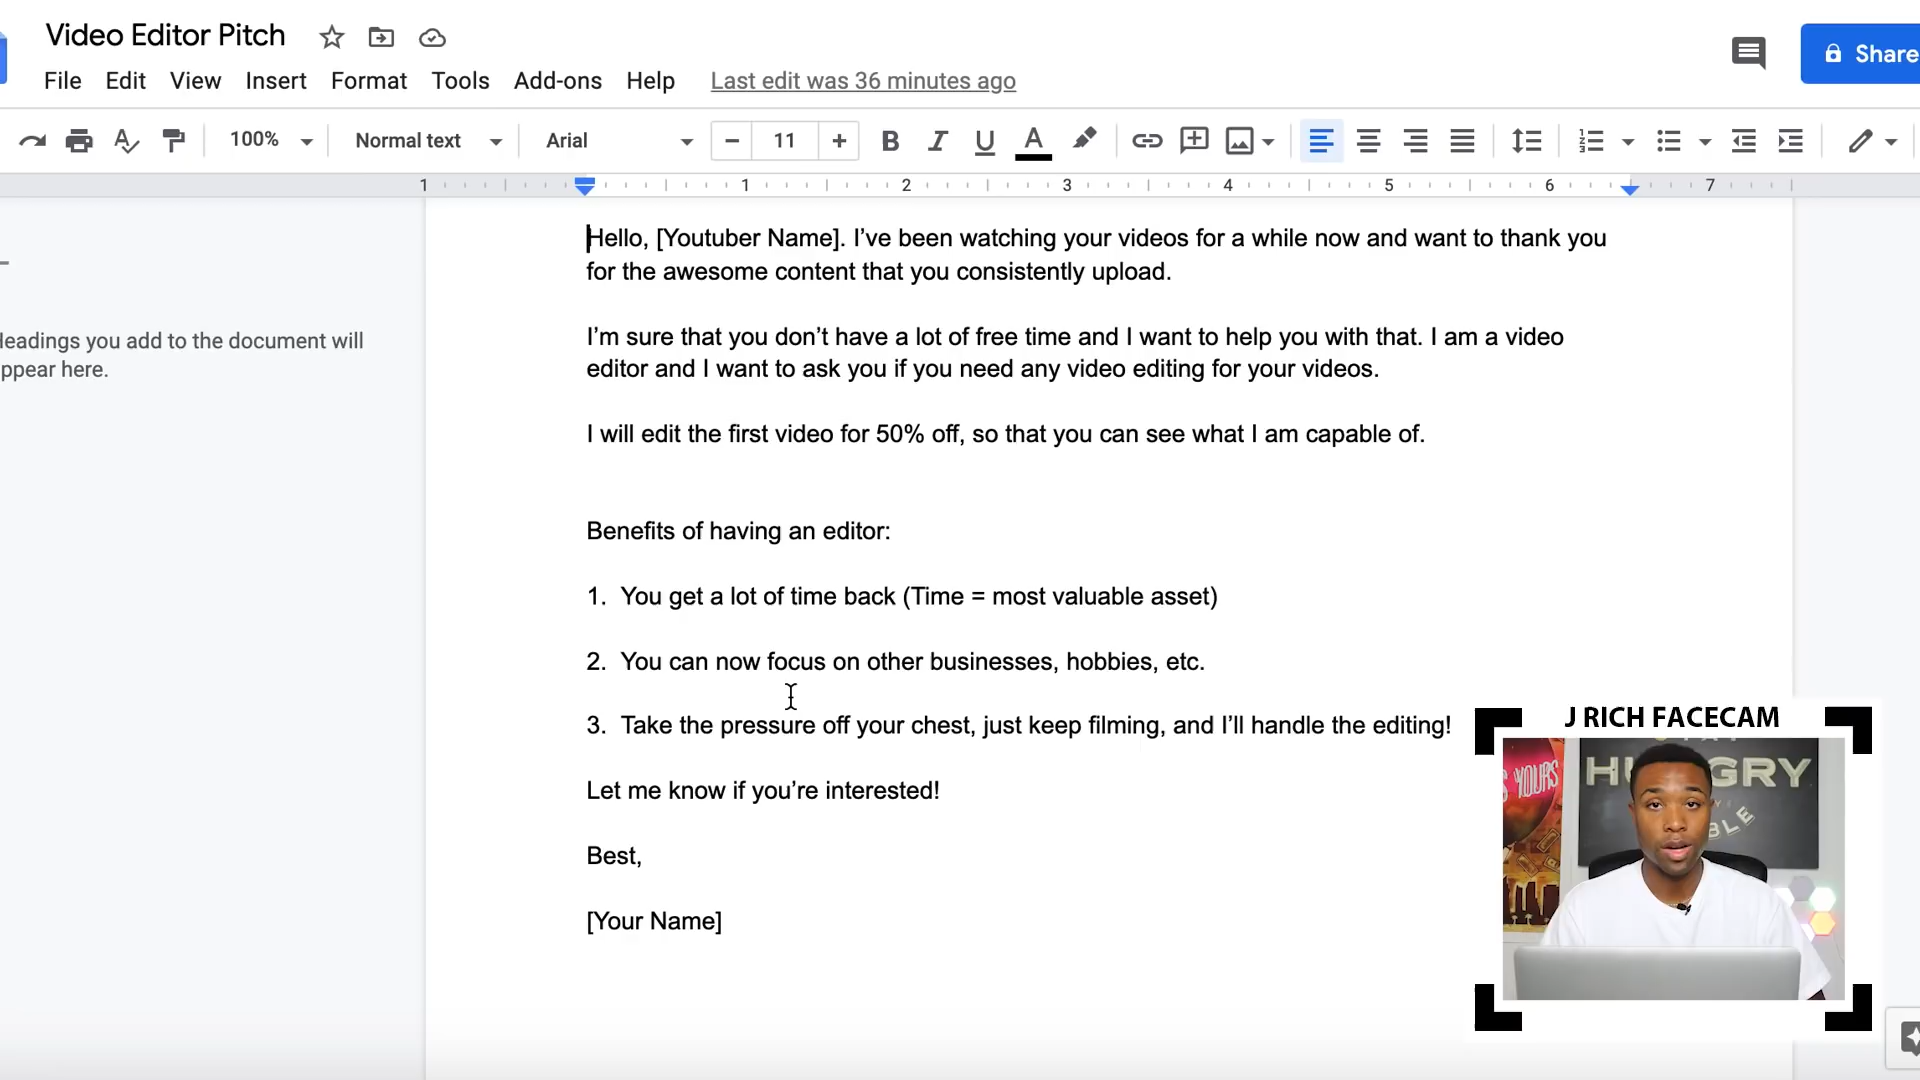 Video Editor Pitch
File Edit View Insert Format Tools Add-ons Help Last edit was 36 minutes ago
Share
100% Normal text Arial 11
1 1 2 3 4 5 6 7
Hello, [Youtuber Name]. I’ve been watching your videos for a while now and want to thank you
for the awesome content that you consistently upload.
eadings you add to the document will
ppear here.
I’m sure that you don’t have a lot of free time and I want to help you with that. I am a video
editor and I want to ask you if you need any video editing for your videos.
I will edit the first video for 50% off, so that you can see what I am capable of.
Benefits of having an editor:
1. You get a lot of time back (Time = most valuable asset)
2. You can now focus on other businesses, hobbies, etc.
3. Take the pressure off your chest, just keep filming, and I’ll handle the editing!
Let me know if you’re interested!
Best,
[Your Name]
J RICH FACECAM
YOURS
HU GRY
BLE